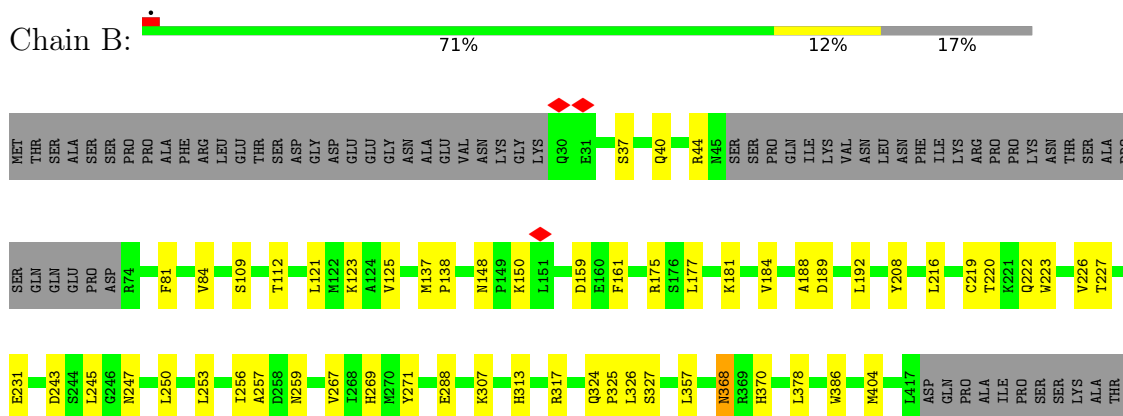 Chain B:
71% 12% 17%
MET THR SER ALA SER SER PRO PRO ALA PHE ARG LEU GLU THR SER ASP GLY ASP GLU GLU GLY ASN ALA GLU VAL ASN LYS GLY LYS Q30 E31 S37 Q40 R44 N45 SER SER PRO GLN ILE LYS VAL ASN LEU ASN PHE ILE LYS ARG PRO PRO LYS ASN THR SER ALA PRO
SER GLN GLN GLU PRO ASP R74 F81 V84 S109 T112 L121 M122 K123 A124 V125 M137 P138 N148 P149 K150 L151 D159 E160 F161 R175 S176 L177 K181 V184 A188 D189 L192 Y208 L216 C219 T220 K221 Q222 W223 V226 T227
E231 D243 S244 L245 G246 N247 L250 L253 I256 A257 D258 N259 V267 I268 H269 M270 Y271 E288 K307 H313 R317 Q324 P325 L326 S327 L357 N368 R369 H370 L378 W386 M404 L417 ASP GLN PRO ALA ILE PRO SER SER LYS ALA THR